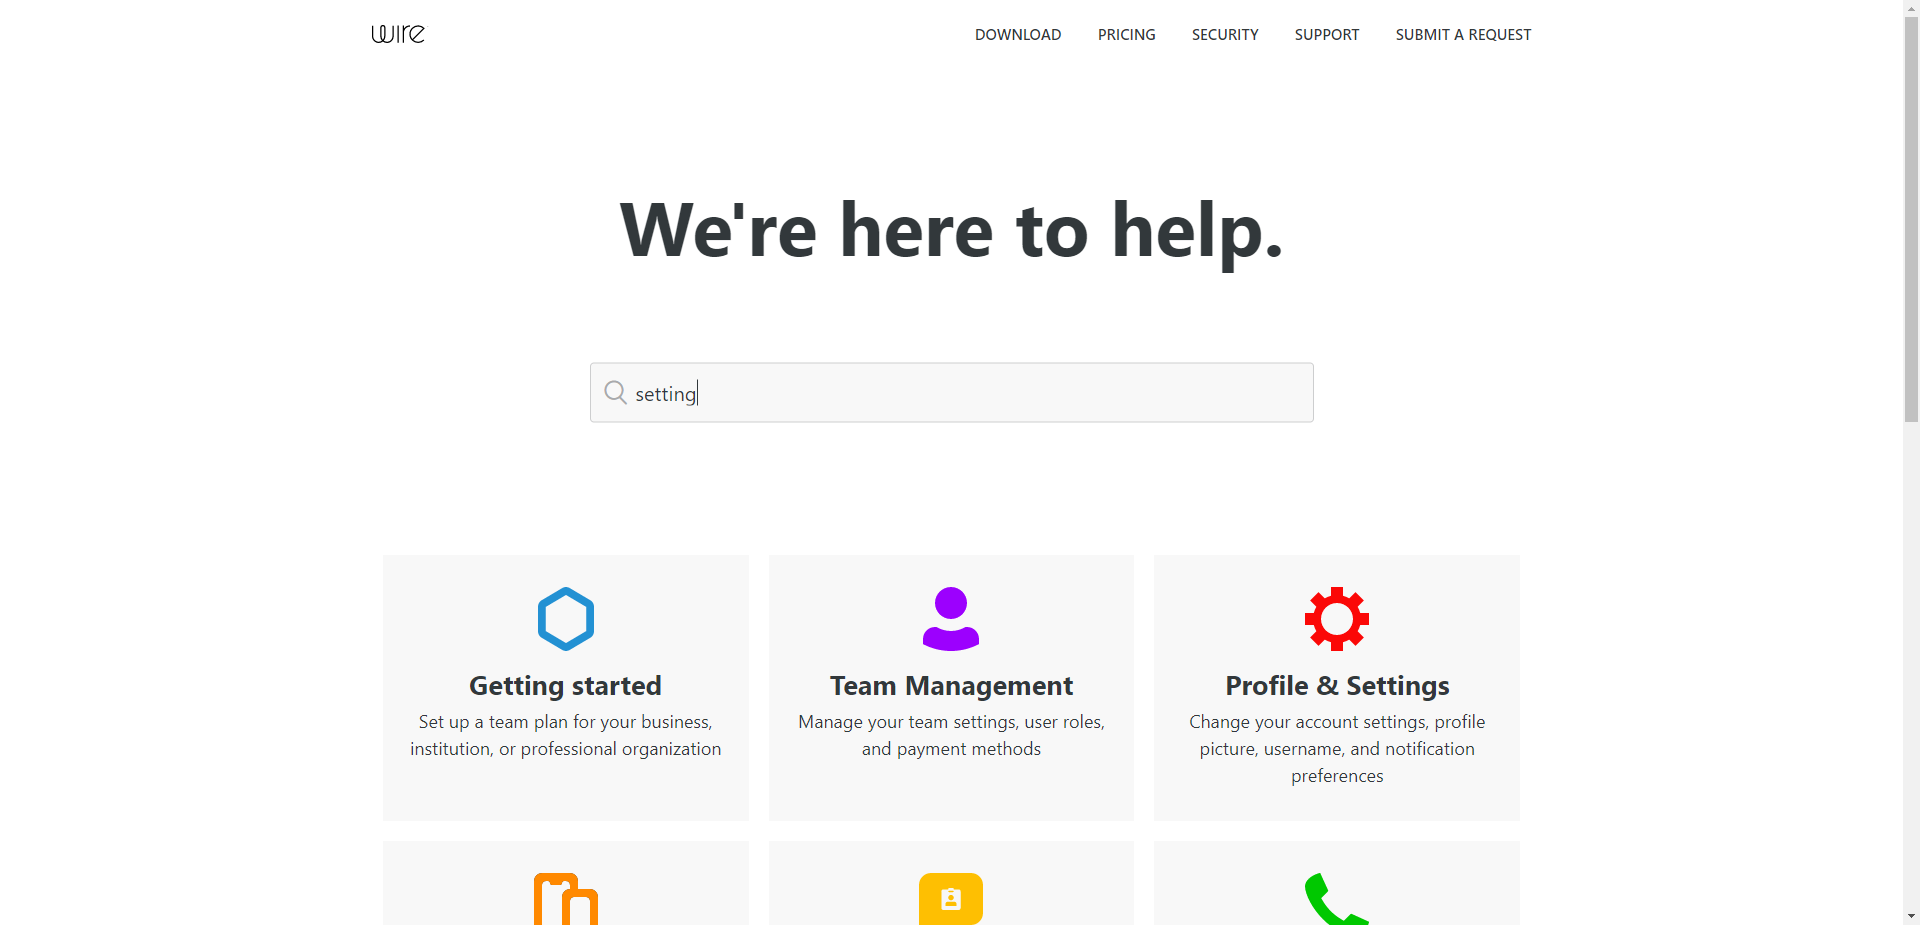 wire
DOWNLOAD PRICING SECURITY SUPPORT SUBMIT A REQUEST
We're here to help.
setting
Getting started
Set up a team plan for your business,
institution, or professional organization
Team Management
Manage your team settings, user roles,
and payment methods
Profile & Settings
Change your account settings, profile
picture, username, and notification
preferences